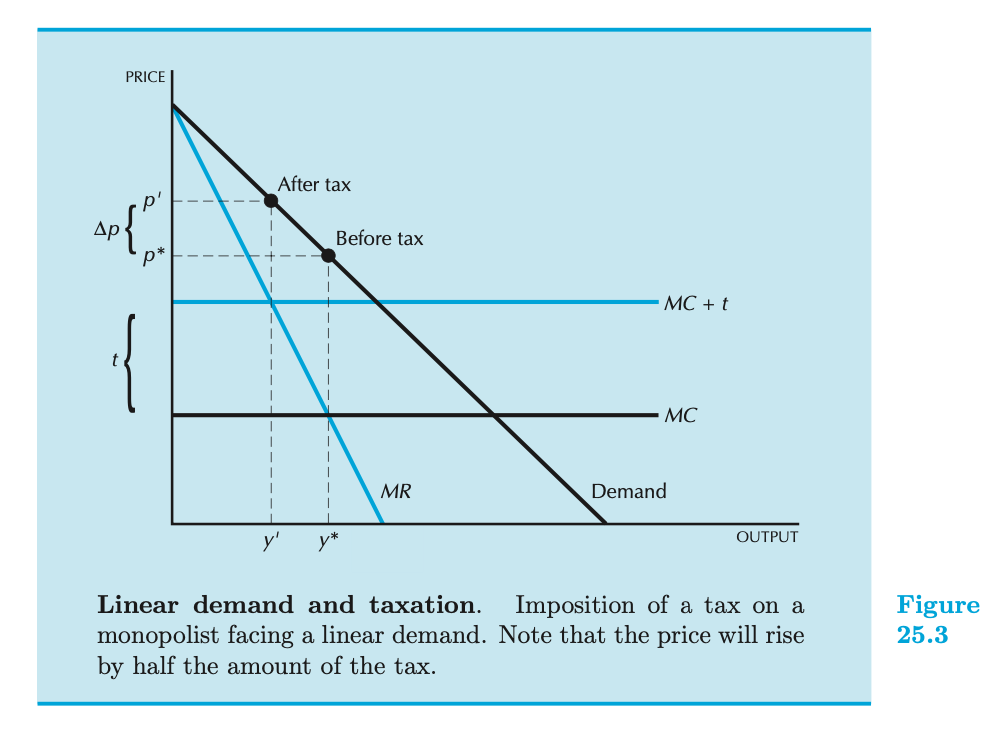 PRICE
After tax
p'
Δp
Before tax
p*
MC + t
t
MC
MR
Demand
y'
y*
OUTPUT
Linear demand and taxation. Imposition of a tax on a
monopolist facing a linear demand. Note that the price will rise
by half the amount of the tax.
Figure
25.3